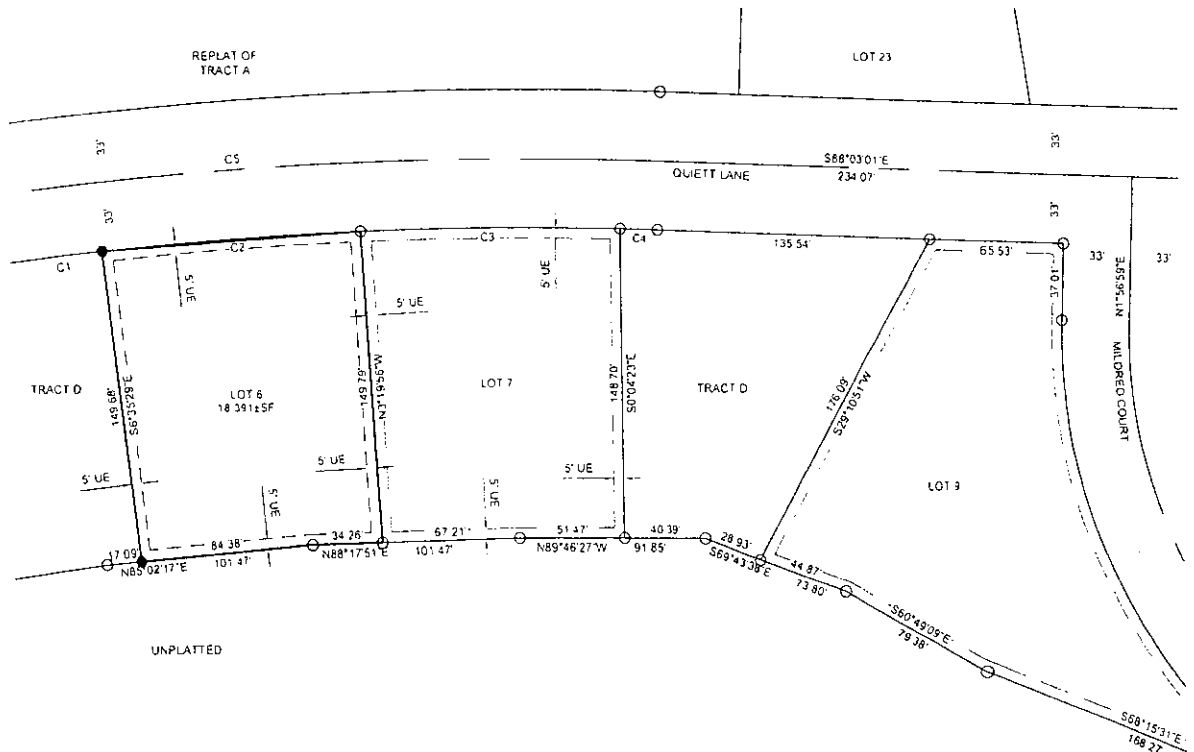 REPLAT OF
TRACT A
LOT 23
33'
33'
C5
S88°03'01"E
QUIETT LANE
234.07'
33'
33'
C1
C2
C3
C4
135.54'
65.53'
33'
33'
5' UE
5' UE
5' UE
37.01'
MILDRED COURT
TRACT D
149.68'
S6°35'29"E
LOT 6
18,391±SF
149.79'
N3°19'56"W
LOT 7
148.70'
S0°04'23"E
TRACT D
176.09'
S29°10'51"W
LOT 9
5' UE
5' UE
5' UE
5' UE
5' UE
17.09'
84.38'
34.26'
67.21'
51.47'
40.39'
28.93'
N85°02'17"E
101.47'
N88°17'51"E
101.47'
N89°46'27"W
91.85'
S69°43'38"E
44.87'
73.80'
S60°49'09"E
79.38'
UNPLATTED
S68°15'31"E
168.27